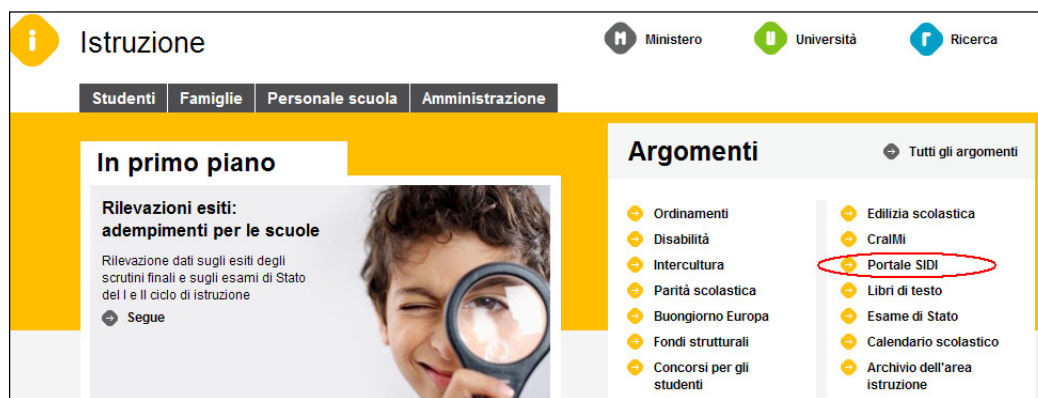 i Istruzione
M Ministero
U Università
r Ricerca
Studenti Famiglie Personale scuola Amministrazione
In primo piano
Rilevazioni esiti:
adempimenti per le scuole
Rilevazione dati sugli esiti degli
scrutini finali e sugli esami di Stato
del I e II ciclo di istruzione
Segue
Argomenti
Tutti gli argomenti
Ordinamenti
Disabilità
Intercultura
Parità scolastica
Buongiorno Europa
Fondi strutturali
Concorsi per gli
studenti
Edilizia scolastica
CralMi
Portale SIDI
Libri di testo
Esame di Stato
Calendario scolastico
Archivio dell'area
istruzione